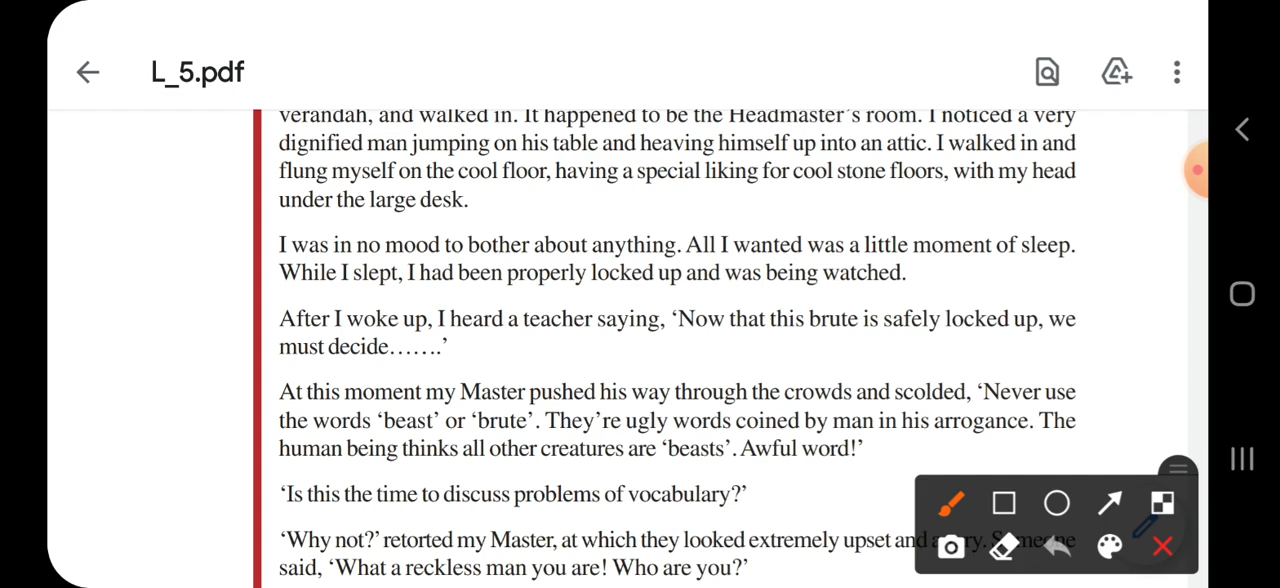 L_5.pdf
verandah, and walked in. It happened to be the Headmaster's room. I noticed a very
dignified man jumping on his table and heaving himself up into an attic. I walked in and
flung myself on the cool floor, having a special liking for cool stone floors, with my head
under the large desk.
I was in no mood to bother about anything. All I wanted was a little moment of sleep.
While I slept, I had been properly locked up and was being watched.
After I woke up, I heard a teacher saying, ‘Now that this brute is safely locked up, we
must decide.......’
At this moment my Master pushed his way through the crowds and scolded, ‘Never use
the words ‘beast’ or ‘brute’. They’re ugly words coined by man in his arrogance. The
human being thinks all other creatures are ‘beasts’. Awful word!’
‘Is this the time to discuss problems of vocabulary?’
‘Why not?’ retorted my Master, at which they looked extremely upset and
said, ‘What a reckless man you are! Who are you?’